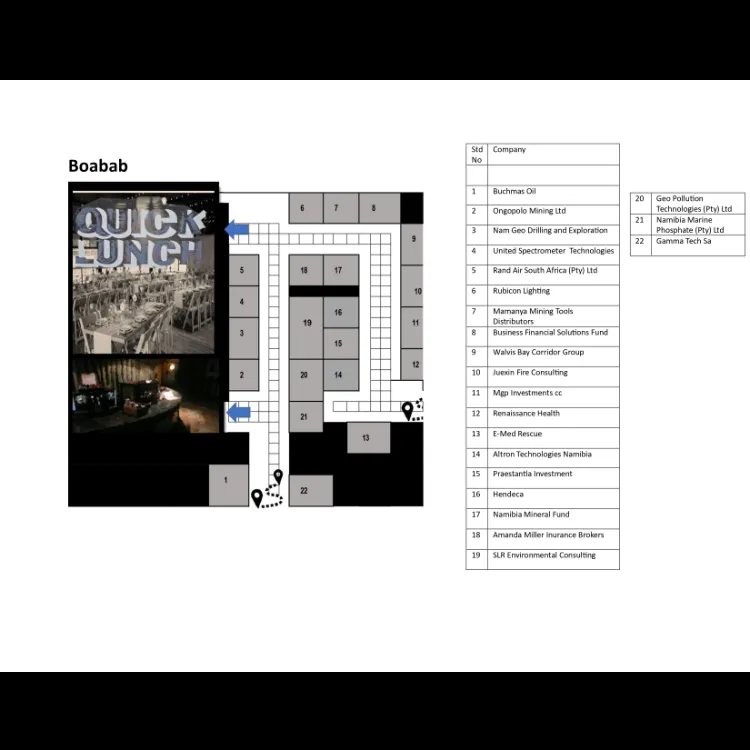 Boabab
QUICK
LUNCH
6 7 8
9
5 18 17
4 10
19 16
3 11
15
12
2 20 14
21
13
1
22
Std
No
Company
1 Buchmas Oil
2 Ongopolo Mining Ltd
3 Nam Geo Drilling and Exploration
4 United Spectrometer Technologies
5 Rand Air South Africa (Pty) Ltd
6 Rubicon Lighting
7 Mamanya Mining Tools
Distributors
8 Business Financial Solutions Fund
9 Walvis Bay Corridor Group
10 Juexin Fire Consulting
11 Mgp Investments cc
12 Renaissance Health
13 E-Med Rescue
14 Altron Technologies Namibia
15 Praestantia Investment
16 Hendeca
17 Namibia Mineral Fund
18 Amanda Miller Inurance Brokers
19 SLR Environmental Consulting
20 Geo Pollution
Technologies (Pty) Ltd
21 Namibia Marine
Phosphate (Pty) Ltd
22 Gamma Tech Sa